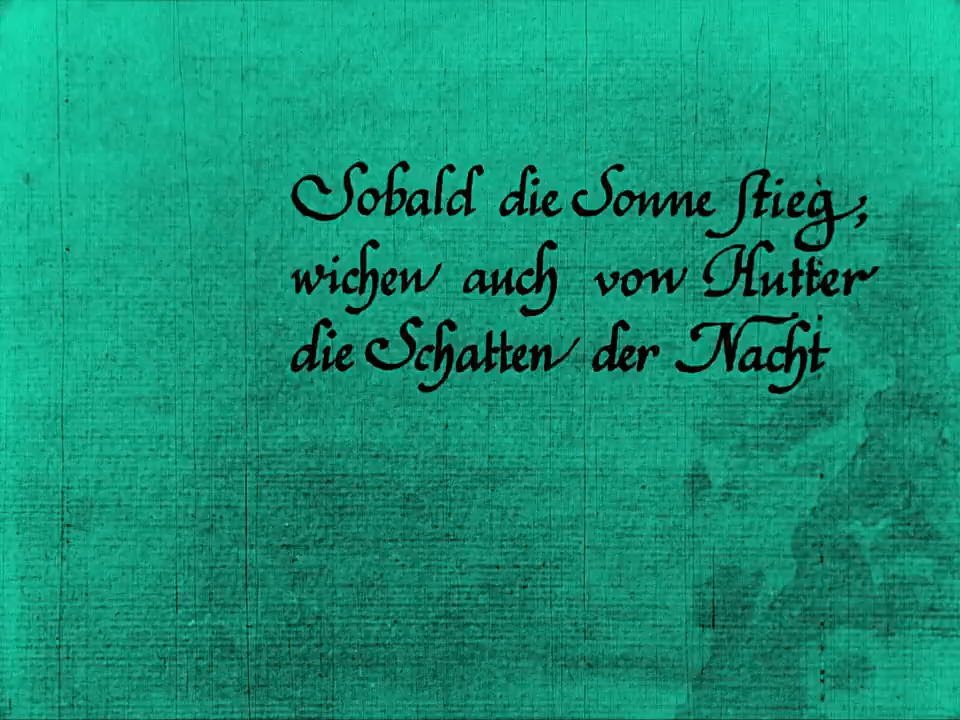 Sobald die Sonne stieg,
wichen auch von Hutter
die Schatten der Nacht